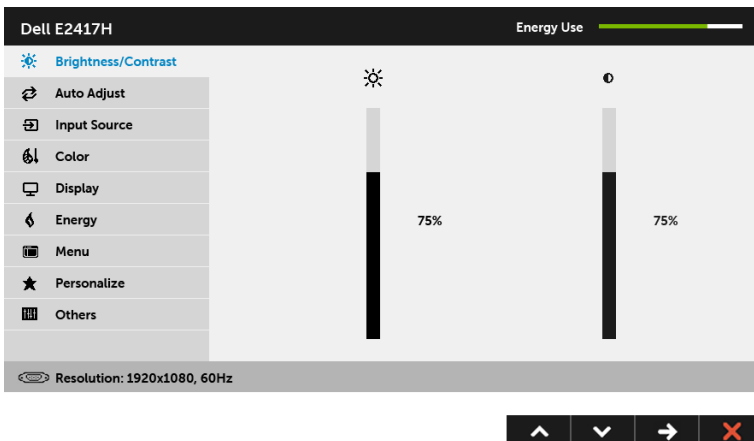 Dell E2417H
Energy Use
Brightness/Contrast
Auto Adjust
Input Source
Color
Display
Energy
Menu
Personalize
Others
75%
75%
Resolution: 1920x1080, 60Hz